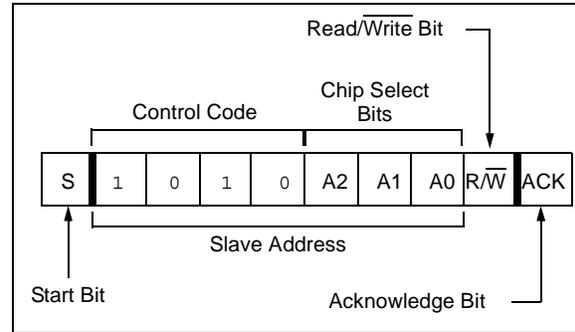 Read/Write Bit
Chip Select
Control Code Bits
S 1 0 1 0 A2 A1 A0 R/W ACK
Slave Address
Start Bit
Acknowledge Bit